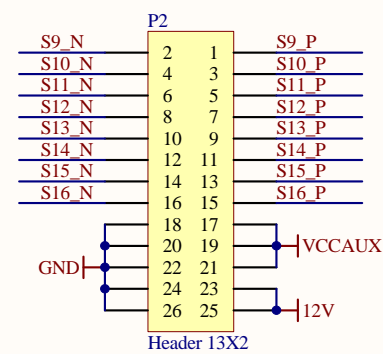 P2
S9_N 2 1 S9_P
S10_N 4 3 S10_P
S11_N 6 5 S11_P
S12_N 8 7 S12_P
S13_N 10 9 S13_P
S14_N 12 11 S14_P
S15_N 14 13 S15_P
S16_N 16 15 S16_P
18 17
20 19 VCCAUX
GND 22 21
24 23
26 25 12V
Header 13X2